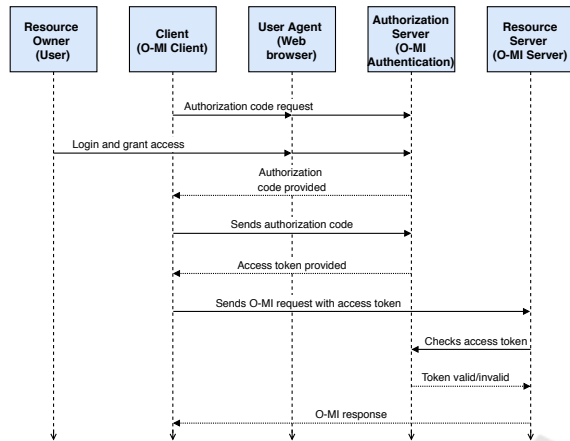 Resource
Owner
(User)
Client
(O-MI Client)
User Agent
(Web
browser)
Authorization
Server
(O-MI
Authentication)
Resource
Server
(O-MI Server)
Authorization code request
Login and grant access
Authorization
code provided
Sends authorization code
Access token provided
Sends O-MI request with access token
Checks access token
Token valid/invalid
O-MI response